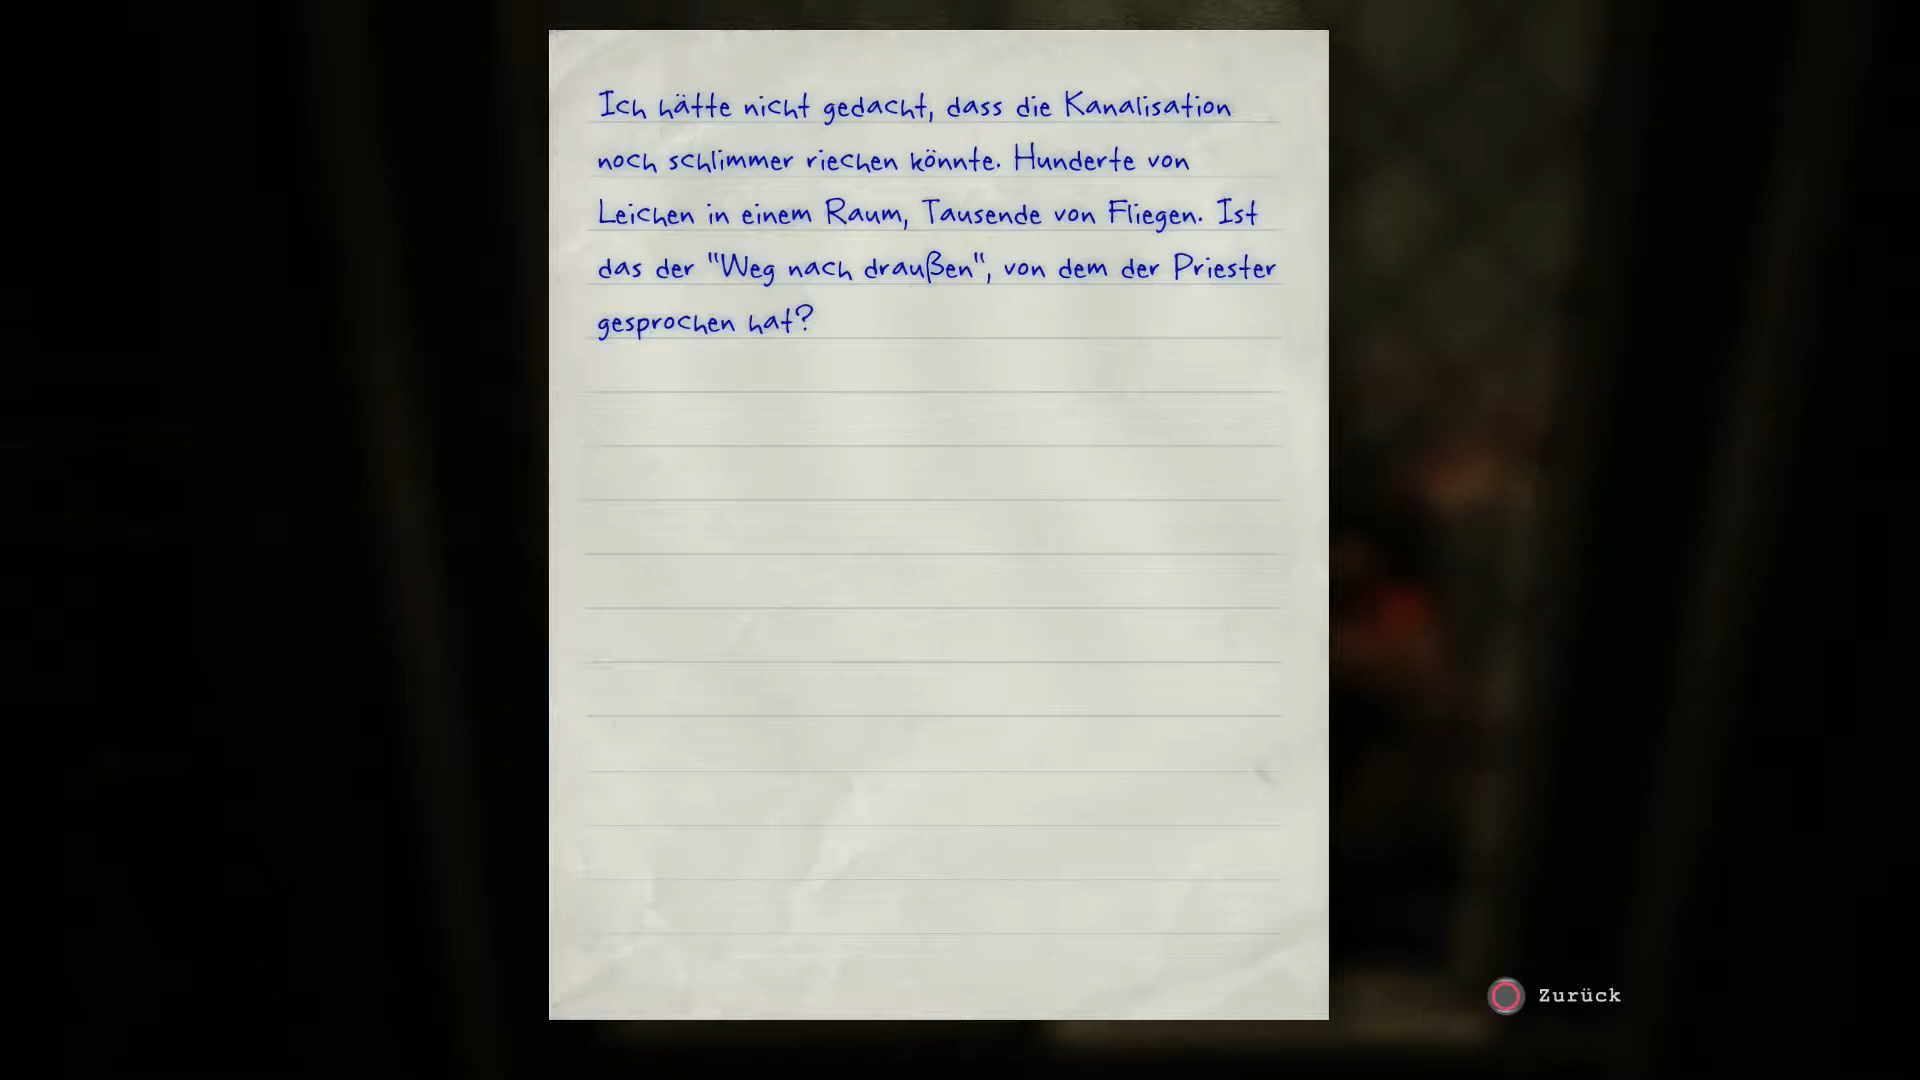 Ich hätte nicht gedacht, dass die Kanalisation
noch schlimmer riechen könnte. Hunderte von
Leichen in einem Raum, Tausende von Fliegen. Ist
das der "Weg nach draußen", von dem der Priester
gesprochen hat?
Zurück